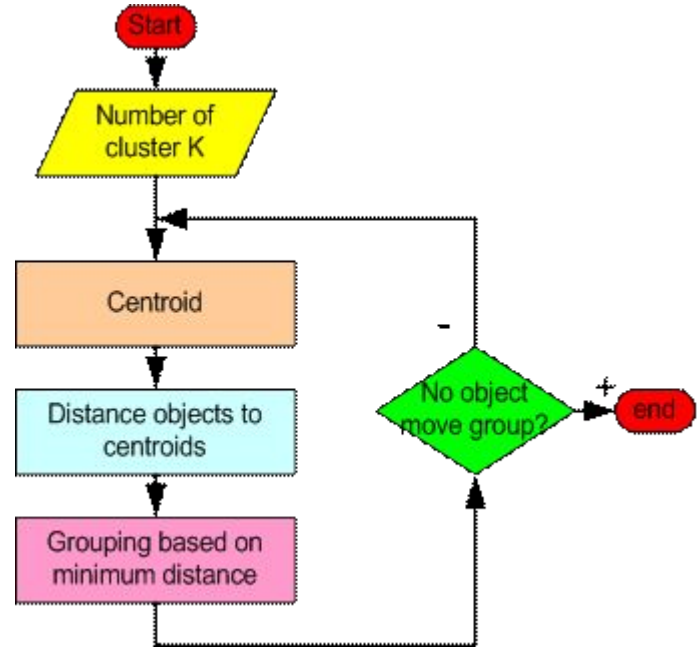 Start
Number of
cluster K
Centroid
Distance objects to
centroids
Grouping based on
minimum distance
-
No object
move group?
+
end